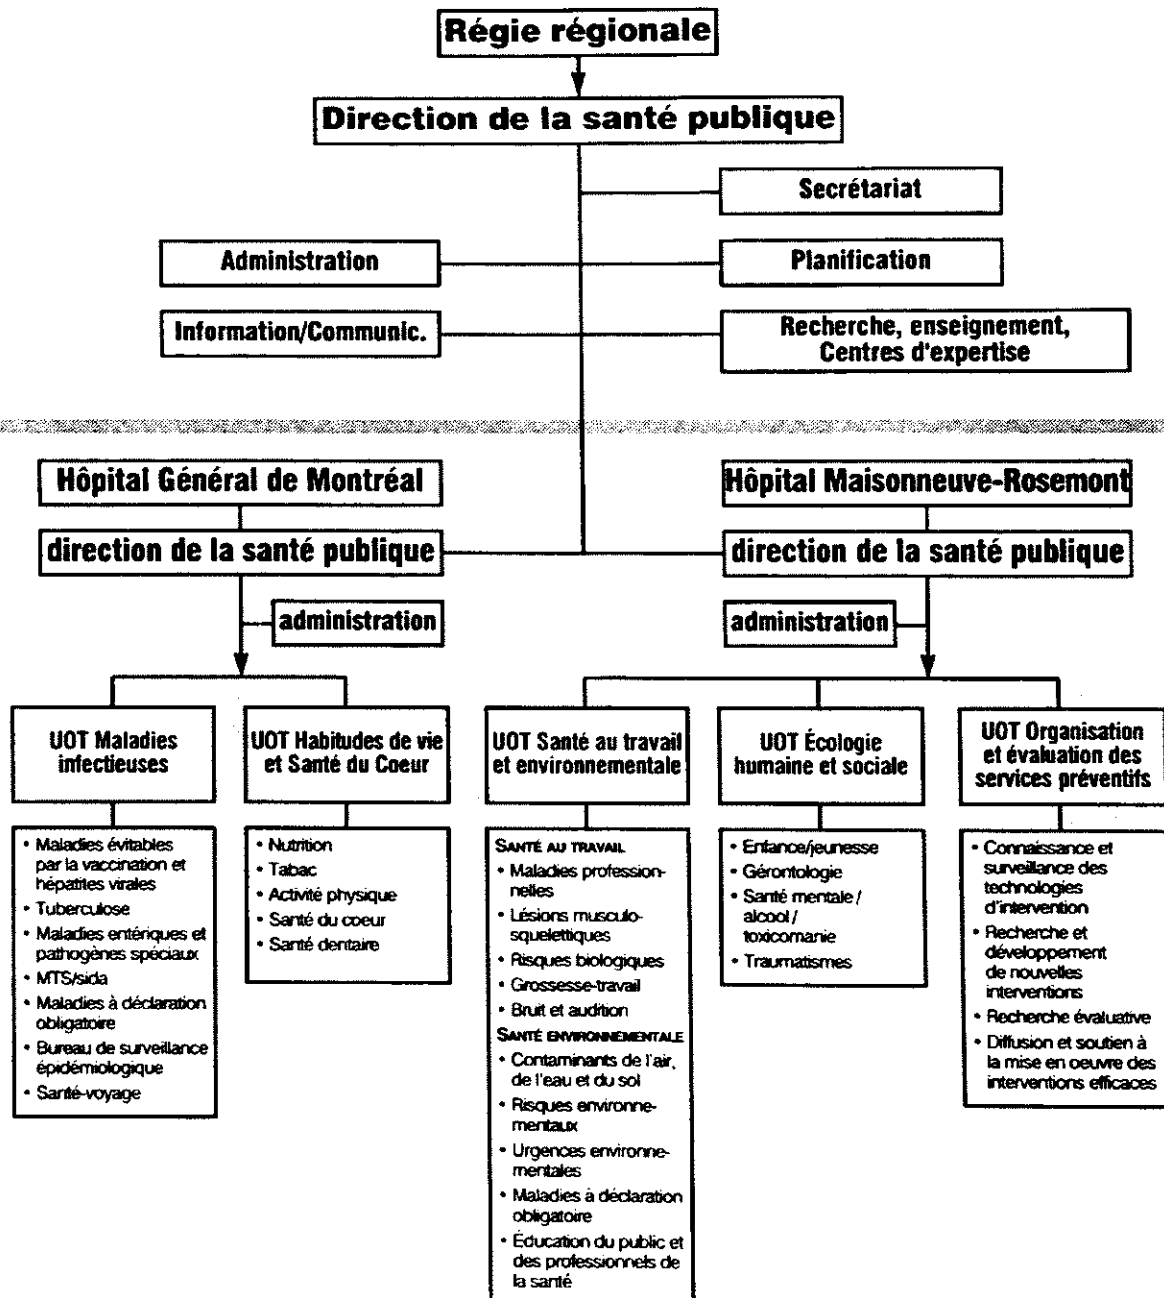 Régie régionale
Direction de la santé publique
Secrétariat
Administration
Planification
Information/Communic.
Recherche, enseignement,
Centres d'expertise
Hôpital Général de Montréal
direction de la santé publique
administration
Hôpital Maisonneuve-Rosemont
direction de la santé publique
administration
UOT Maladies
infectieuses
• Maladies évitables
par la vaccination et
hépatites virales
• Tuberculose
• Maladies entériques et
pathogènes spéciaux
• MTS/sida
• Maladies à déclaration
obligatoire
• Bureau de surveillance
épidémiologique
• Santé-voyage
UOT Habitudes de vie
et Santé du Coeur
• Nutrition
• Tabac
• Activité physique
• Santé du coeur
• Santé dentaire
UOT Santé au travail
et environnementale
SANTÉ AU TRAVAIL
• Maladies profession-
nelles
• Lésions musculo-
squelettiques
• Risques biologiques
• Grossesse-travail
• Bruit et audition
SANTÉ ENVIRONNEMENTALE
• Contaminants de l'air,
de l'eau et du sol
• Risques environne-
mentaux
• Urgences environne-
mentales
• Maladies à déclaration
obligatoire
• Éducation du public et
des professionnels de
la santé
UOT Écologie
humaine et sociale
• Enfance/jeunesse
• Gérontologie
• Santé mentale /
alcool /
toxicomanie
• Traumatismes
UOT Organisation
et évaluation des
services préventifs
• Connaissance et
surveillance des
technologies
d'intervention
• Recherche et
développement
de nouvelles
interventions
• Recherche évaluative
• Diffusion et soutien à
la mise en oeuvre des
interventions efficaces